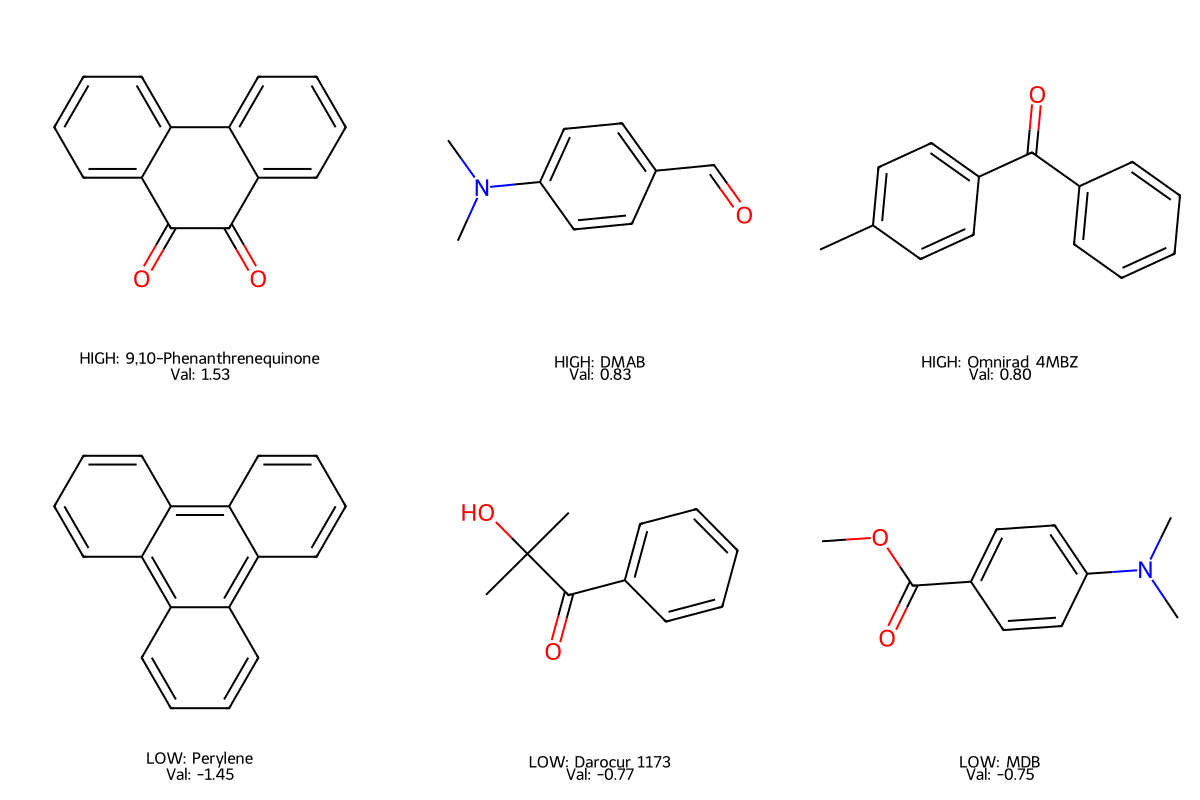 O
N
O
O
O
HIGH: 9,10-Phenanthrenequinone
Val: 1.53
HIGH: DMAB
Val: 0.83
HIGH: Omnirad 4MBZ
Val: 0.80
HO
O
N
O
O
LOW: Perylene
Val: -1.45
LOW: Darocur 1173
Val: -0.77
LOW: MDB
Val: -0.75